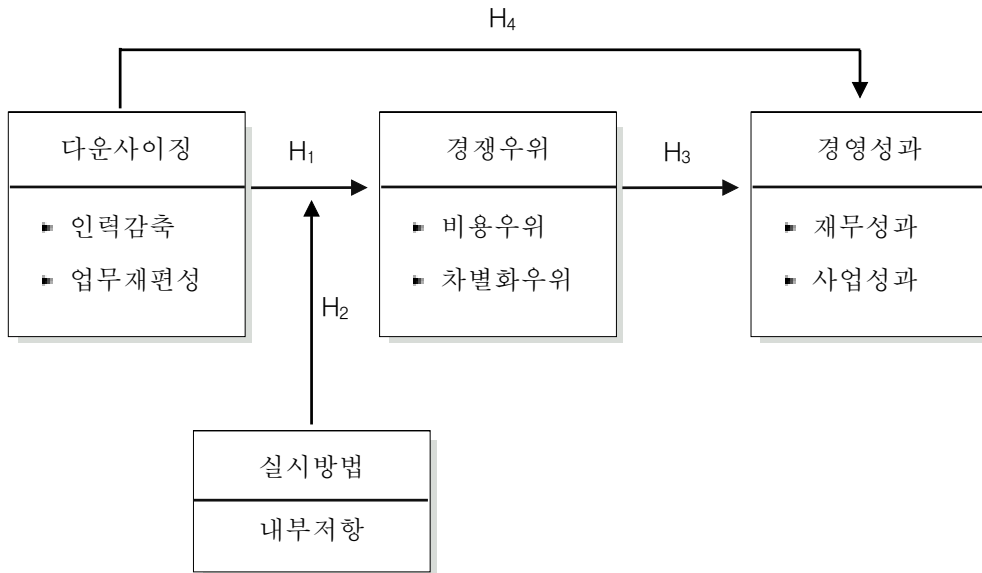 H₄
다운사이징
H₁
경쟁우위
H₃
경영성과
▪ 인력감축
▪ 업무재편성
▪ 비용우위
▪ 차별화우위
▪ 재무성과
▪ 사업성과
H₂
실시방법
내부저항